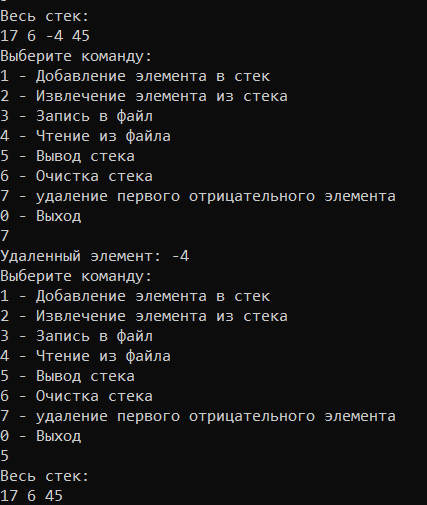 Весь стек:
17 6 -4 45
Выберите команду:
1 - Добавление элемента в стек
2 - Извлечение элемента из стека
3 - Запись в файл
4 - Чтение из файла
5 - Вывод стека
6 - Очистка стека
7 - удаление первого отрицательного элемента
0 - Выход
7
Удаленный элемент: -4
Выберите команду:
1 - Добавление элемента в стек
2 - Извлечение элемента из стека
3 - Запись в файл
4 - Чтение из файла
5 - Вывод стека
6 - Очистка стека
7 - удаление первого отрицательного элемента
0 - Выход
5
Весь стек:
17 6 45